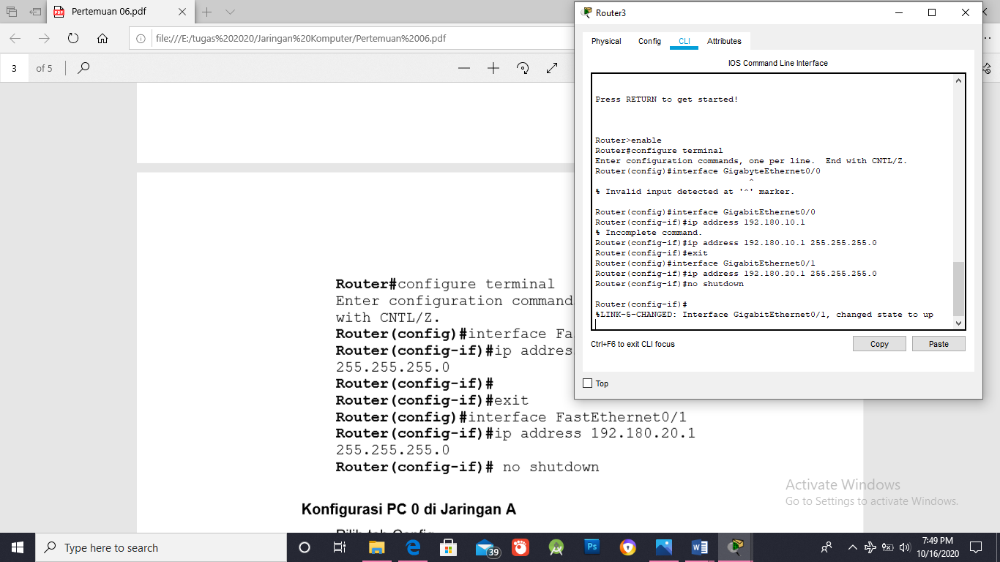 Pertemuan 06.pdf
file:///E:/tugas%202020/Jaringan%20Komputer/Pertemuan%2006.pdf
3 of 5
Router#configure terminal
Enter configuration command
with CNTL/Z.
Router(config)#interface Fa
Router(config-if)#ip addres
255.255.255.0
Router(config-if)#
Router(config-if)#exit
Router(config)#interface FastEthernet0/1
Router(config-if)#ip address 192.180.20.1
255.255.255.0
Router(config-if)# no shutdown
Konfigurasi PC 0 di Jaringan A
Pilih tab Config
Router3
Physical Config CLI Attributes
IOS Command Line Interface
Press RETURN to get started!
Router>enable
Router#configure terminal
Enter configuration commands, one per line.  End with CNTL/Z.
Router(config)#interface GigabyteEthernet0/0
^
% Invalid input detected at '^' marker.
Router(config)#interface GigabitEthernet0/0
Router(config-if)#ip address 192.180.10.1
% Incomplete command.
Router(config-if)#ip address 192.180.10.1 255.255.255.0
Router(config-if)#exit
Router(config)#interface GigabitEthernet0/1
Router(config-if)#ip address 192.180.20.1 255.255.255.0
Router(config-if)#no shutdown
Router(config-if)#
%LINK-5-CHANGED: Interface GigabitEthernet0/1, changed state to up
Ctrl+F6 to exit CLI focus
Copy Paste
Top
Activate Windows
Go to Settings to activate Windows.
Type here to search
39
Ps
7:49 PM
10/16/2020